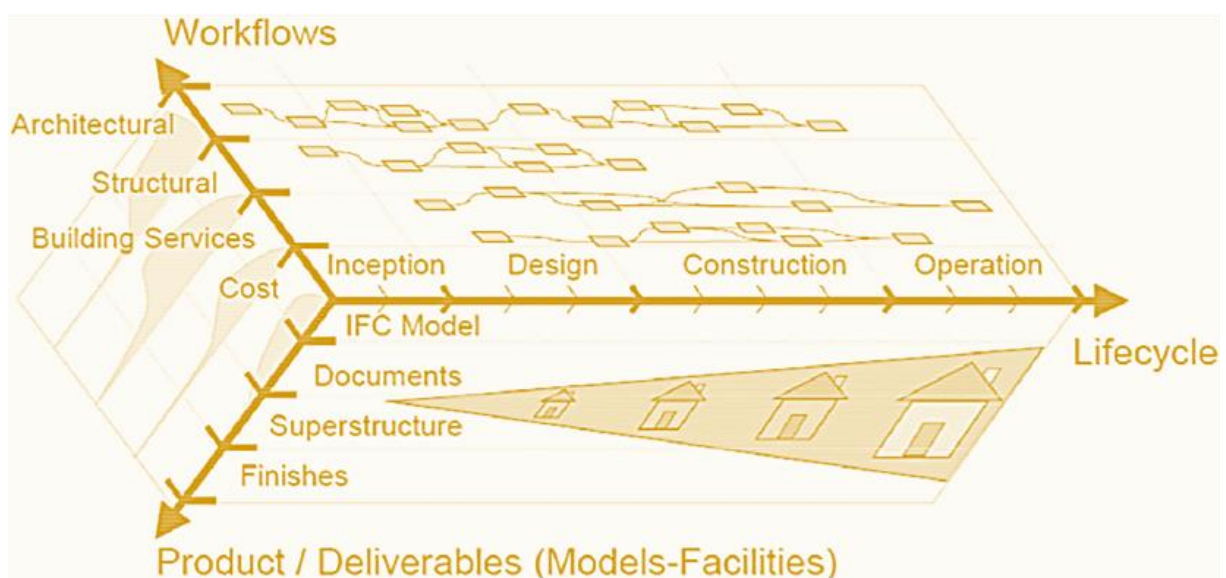 Workflows
Architectural
Structural
Building Services
Cost
Inception Design Construction Operation
IFC Model
Lifecycle
Documents
Superstructure
Finishes
Product / Deliverables (Models-Facilities)